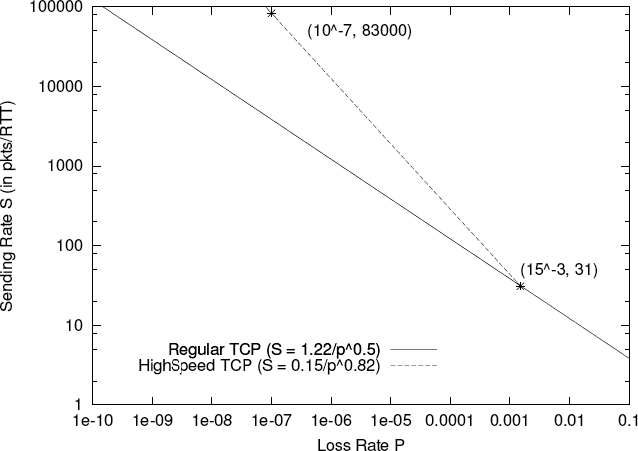 100000
(10^-7, 83000)
10000
1000
100
(15^-3, 31)
10
Regular TCP (S = 1.22/p^0.5)
HighSpeed TCP (S = 0.15/p^0.82)
1
1e-10 1e-09 1e-08 1e-07 1e-06 1e-05 0.0001 0.001 0.01 0.1
Loss Rate P
Sending Rate S (in pkts/RTT)